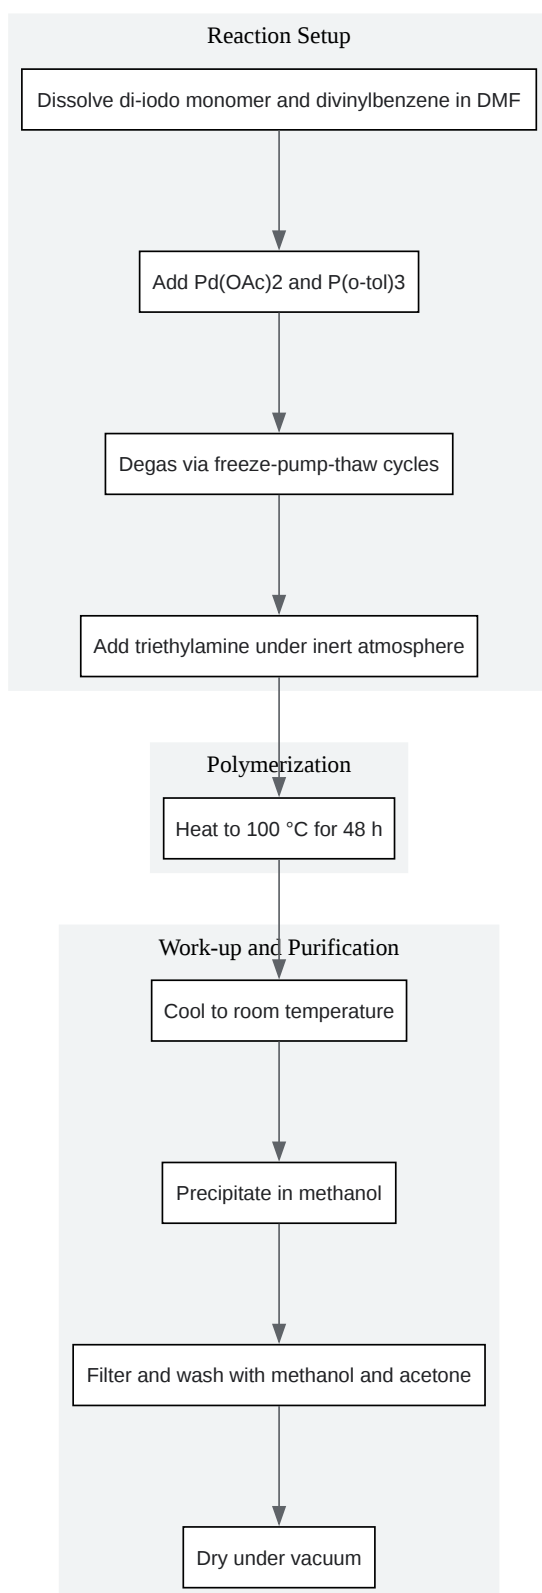 Reaction Setup
Dissolve di-iodo monomer and divinylbenzene in DMF
Add Pd(OAc)2 and P(o-tol)3
Degas via freeze-pump-thaw cycles
Add triethylamine under inert atmosphere
Polymerization
Heat to 100 °C for 48 h
Work-up and Purification
Cool to room temperature
Precipitate in methanol
Filter and wash with methanol and acetone
Dry under vacuum